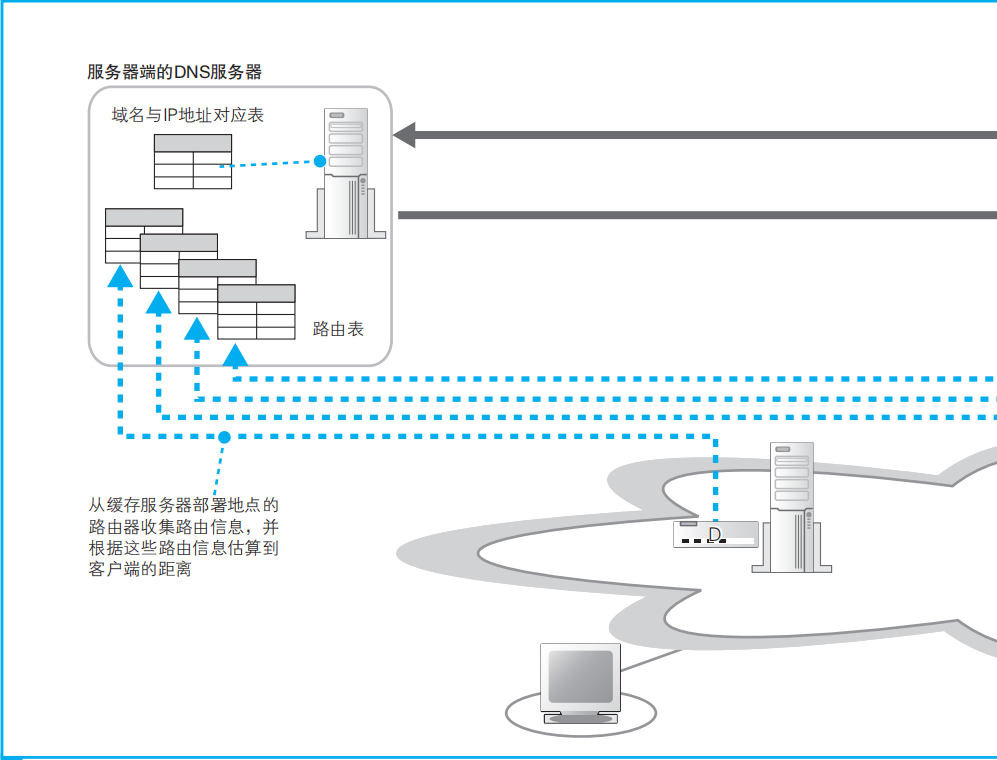 服务器端的DNS服务器
域名与IP地址对应表
路由表
从缓存服务器部署地点的
路由器收集路由信息，并
根据这些路由信息估算到
客户端的距离
D